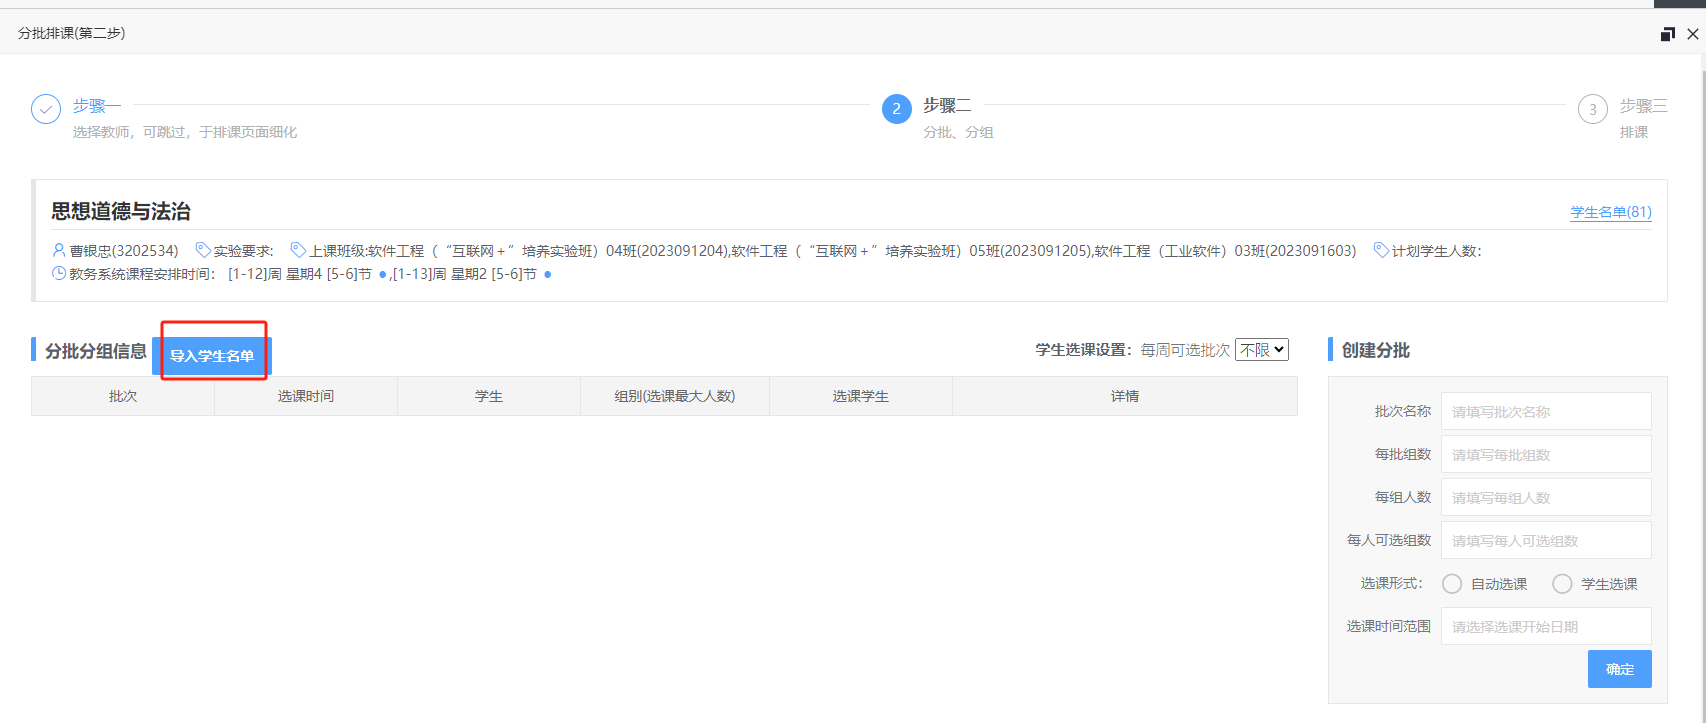 分批排课(第二步)
步骤一
选择教师，可跳过，于排课页面细化
2
步骤二
分批、分组
3
步骤三
排课
思想道德与法治
学生名单(81)
曹银忠(3202534) 实验要求: 上课班级:软件工程（“互联网＋”培养实验班）04班(2023091204),软件工程（“互联网＋”培养实验班）05班(2023091205),软件工程（工业软件）03班(2023091603) 计划学生人数：
教务系统课程安排时间： [1-12]周 星期4 [5-6]节 ●,[1-13]周 星期2 [5-6]节 ●
分批分组信息 导入学生名单 学生选课设置：每周可选批次 不限
批次 选课时间 学生 组别(选课最大人数) 选课学生 详情
创建分批
批次名称 请填写批次名称
每批组数 请填写每批组数
每组人数 请填写每组人数
每人可选组数 请填写每人可选组数
选课形式： 自动选课 学生选课
选课时间范围 请选择选课开始日期
确定